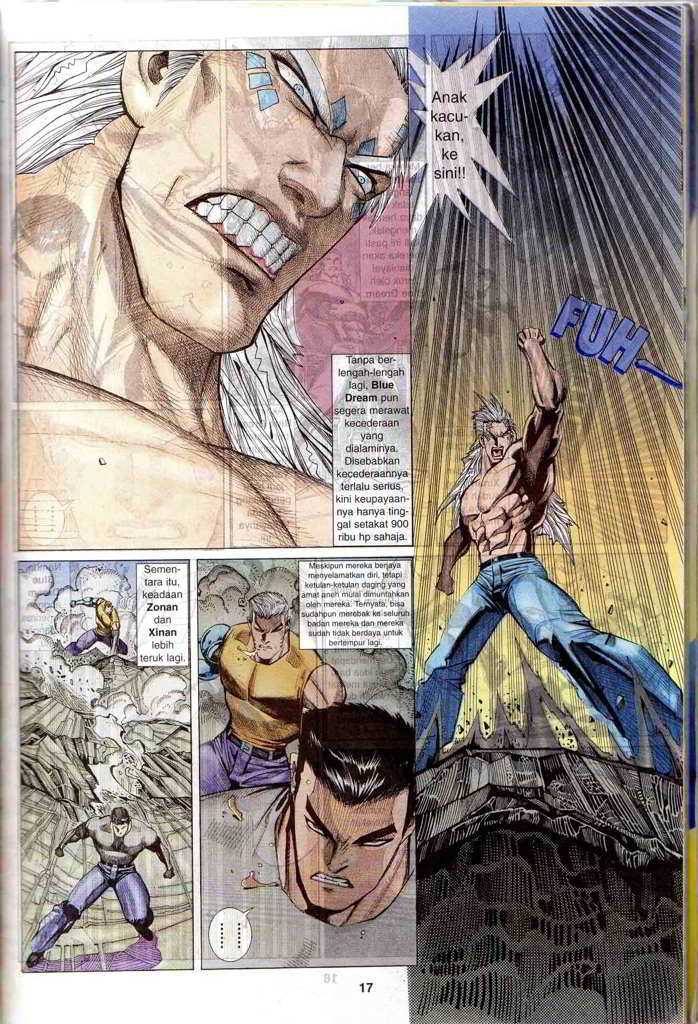 Anak
kacu-
kan,
ke
sini!!
FUH
Tanpa ber-
lengah-lengah
lagi, Blue
Dream pun
segera merawat
kecederaan
yang
dialaminya.
Disebabkan
kecederaannya
terlalu serius,
kini keupayaan-
nya hanya ting-
gal setakat 900
ribu hp sahaja.
Semen-
tara itu,
keadaan
Zonan
dan
Xinan
lebih
teruk lagi.
Meskipun mereka berjaya
menyelamatkan diri, tetapi
ketulan-ketulan daging yang
amat aneh mulai dimuntahkan
oleh mereka. Ternyata, bisa
sudahpun merebak ke seluruh
badan mereka dan mereka
sudah tidak berdaya untuk
bertempur lagi.
17